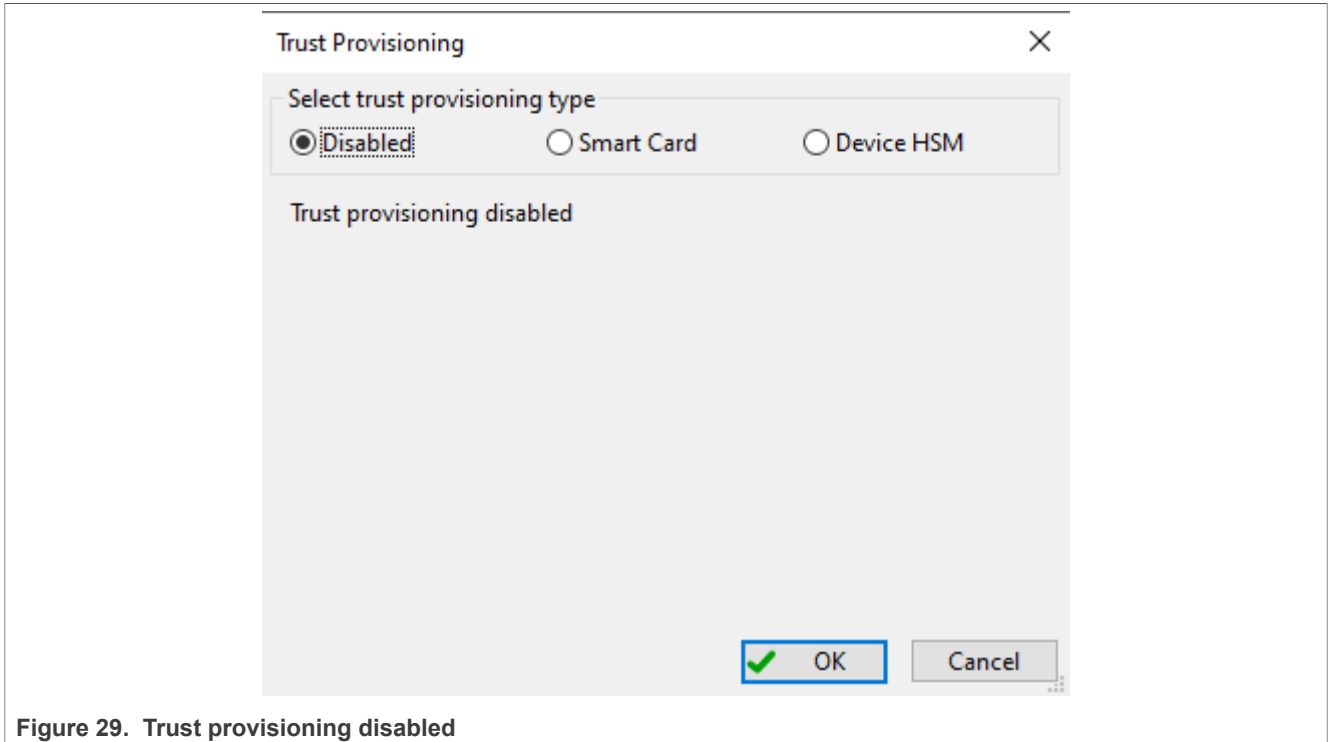 Trust Provisioning
Select trust provisioning type
Disabled Smart Card Device HSM
Trust provisioning disabled
OK Cancel
Figure 29. Trust provisioning disabled